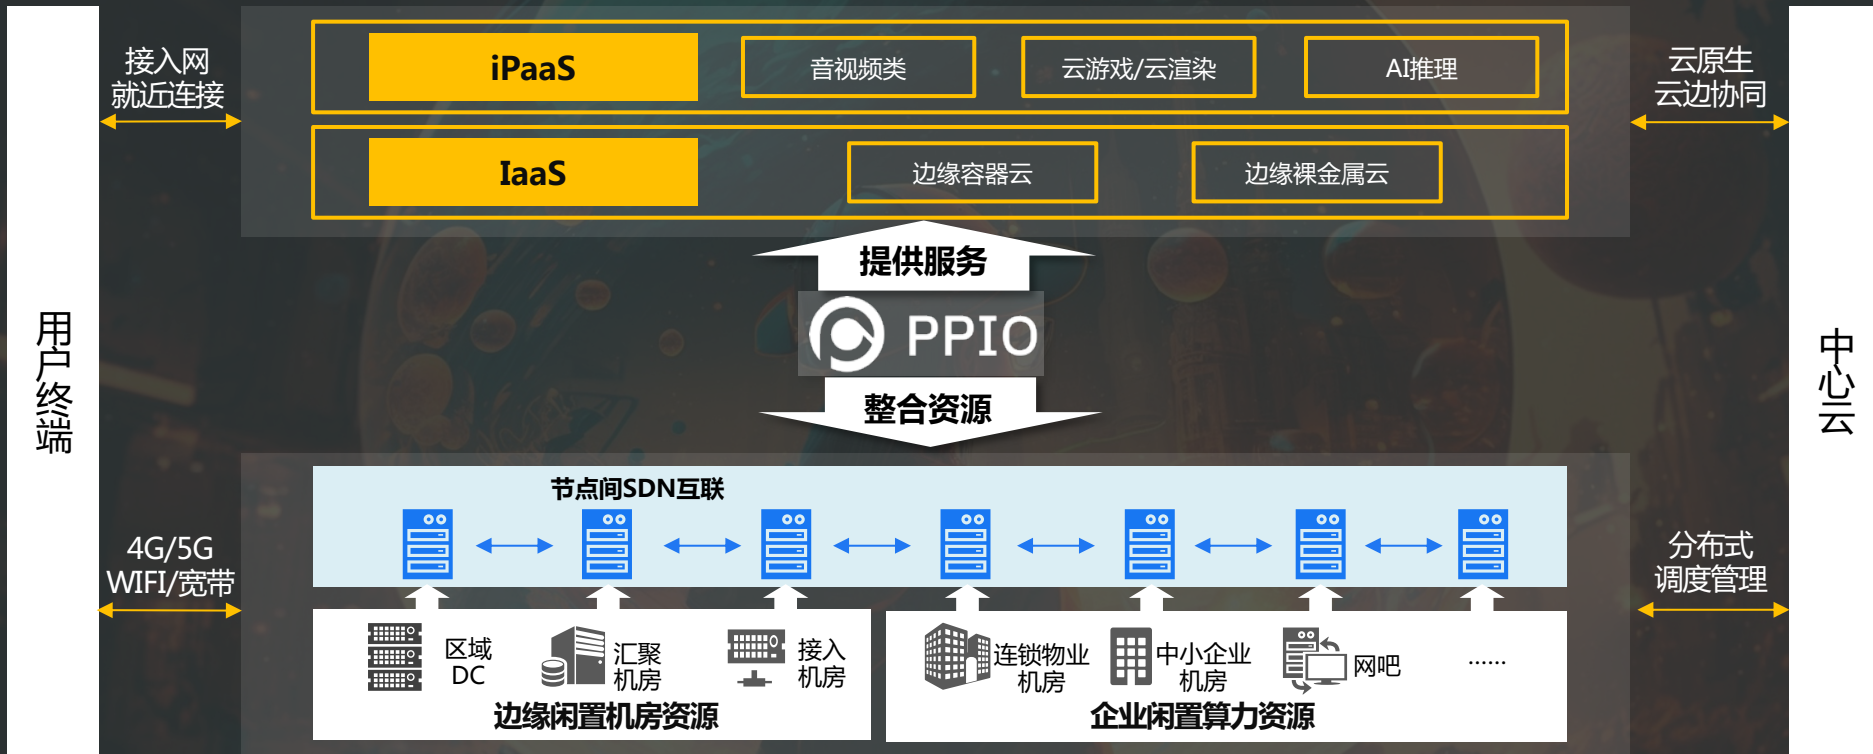 接入网
就近连接
iPaaS
音视频类
云游戏/云渲染
AI推理
云原生
云边协同
IaaS
边缘容器云
边缘裸金属云
提供服务
PPIO
整合资源
用户终端
中心云
节点间SDN互联
4G/5G
WIFI/宽带
分布式
调度管理
区域
DC
汇聚
机房
接入
机房
边缘闲置机房资源
连锁物业
机房
中小企业
机房
网吧
……
企业闲置算力资源